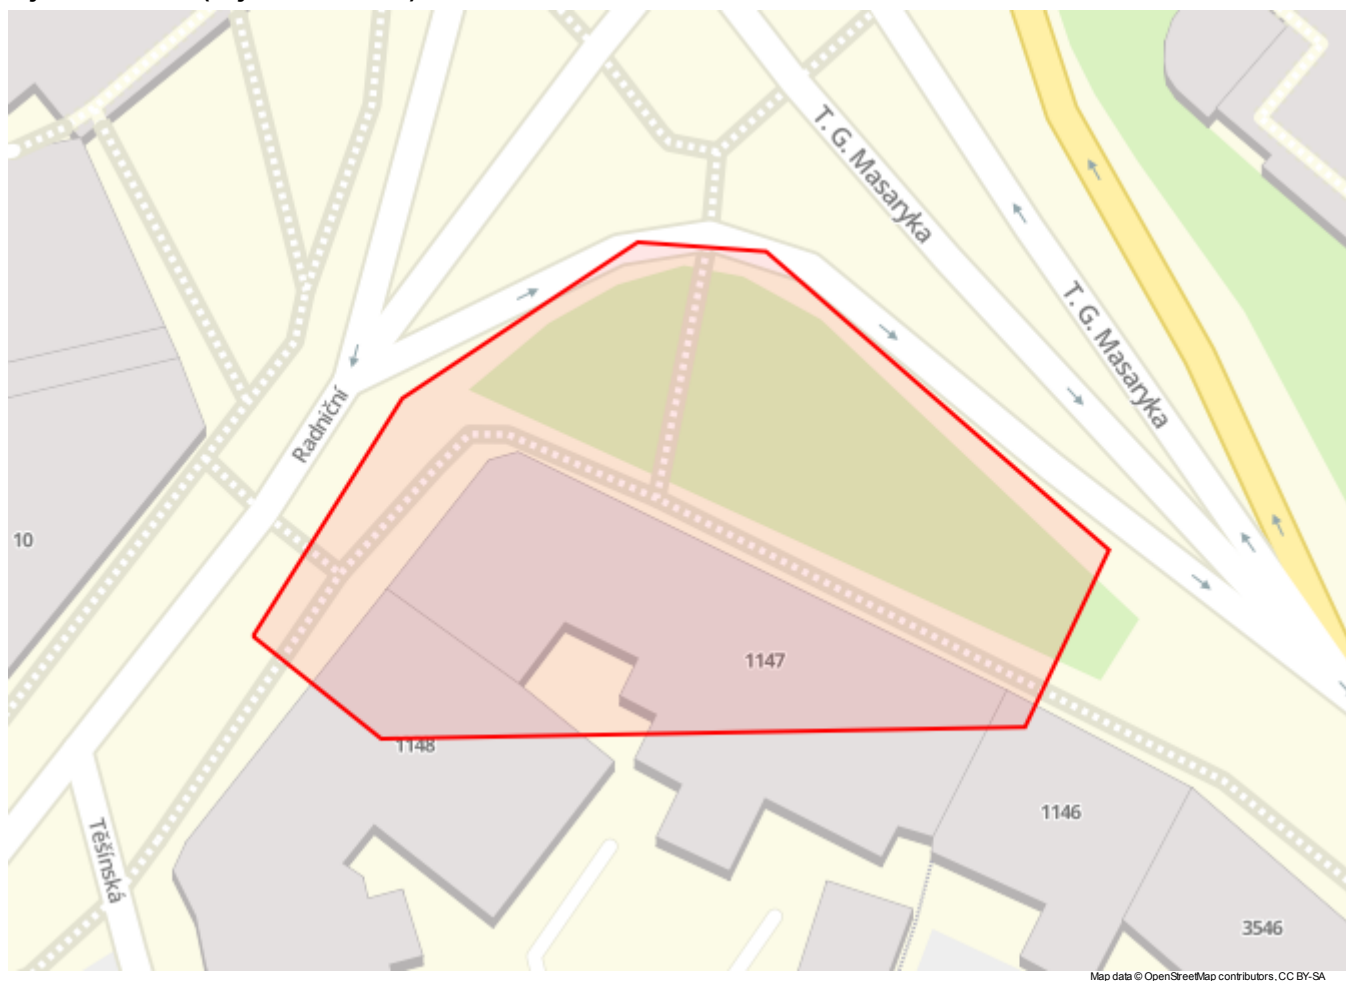 T. G. Masaryka
T. G. Masaryka
Radniční
10
1147
1148
1146
Těšínská
3546
Map data © OpenStreetMap contributors, CC BY-SA